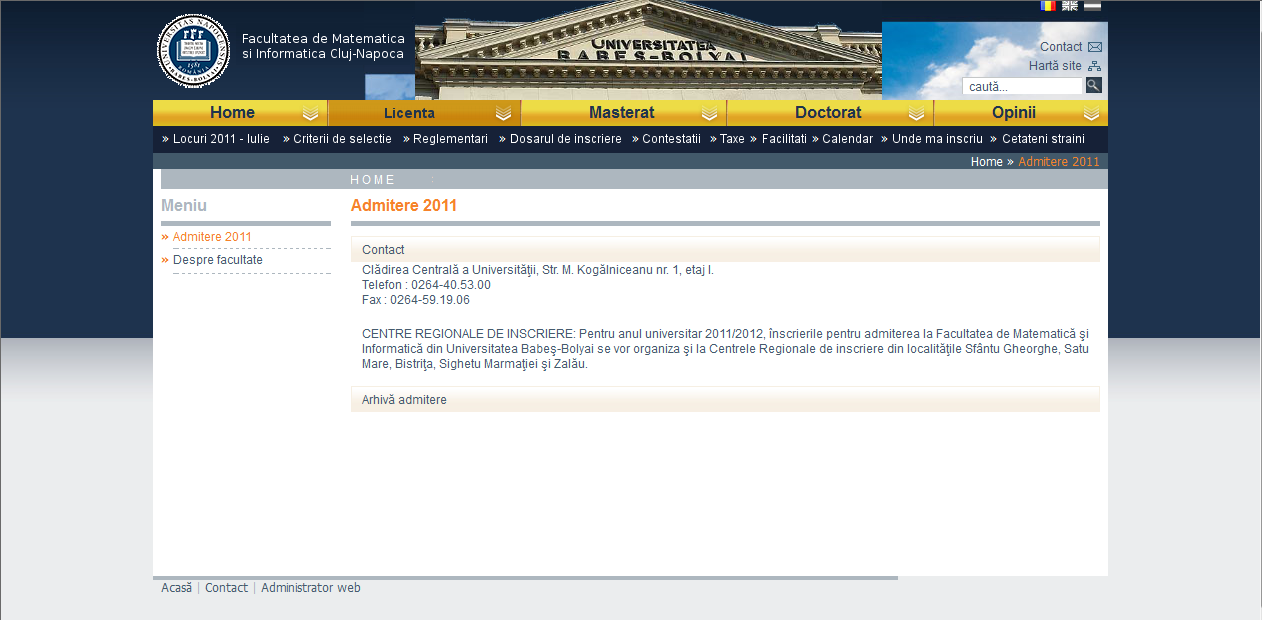 Facultatea de Matematica
si Informatica Cluj-Napoca
UNIVERSITATEA
BABEȘ-BOLYAI
Contact
Hartă site
caută...
Home
Licenta
Masterat
Doctorat
Opinii
» Locuri 2011 - Iulie » Criterii de selectie » Reglementari » Dosarul de inscriere » Contestatii » Taxe » Facilitati » Calendar » Unde ma inscriu » Cetateni straini
Home » Admitere 2011
HOME
Meniu
» Admitere 2011
» Despre facultate
Admitere 2011
Contact
Clădirea Centrală a Universităţii, Str. M. Kogălniceanu nr. 1, etaj I.
Telefon : 0264-40.53.00
Fax : 0264-59.19.06
CENTRE REGIONALE DE INSCRIERE: Pentru anul universitar 2011/2012, înscrierile pentru admiterea la Facultatea de Matematică şi
Informatică din Universitatea Babeş-Bolyai se vor organiza şi la Centrele Regionale de inscriere din localităţile Sfântu Gheorghe, Satu
Mare, Bistriţa, Sighetu Marmaţiei şi Zalău.
Arhivă admitere
Acasă | Contact | Administrator web